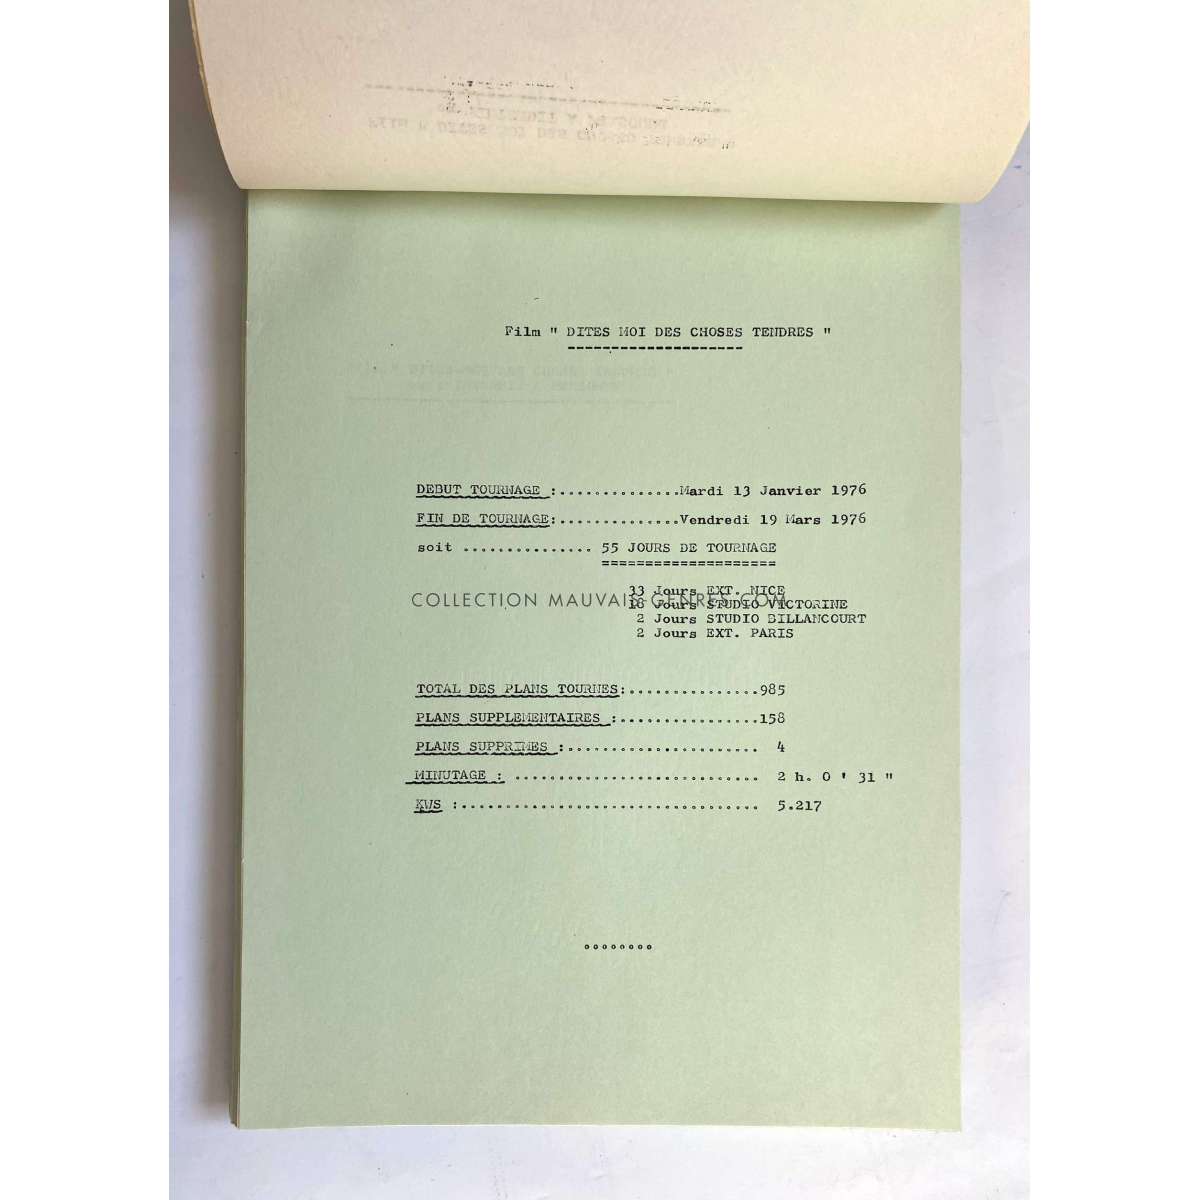 Film " DITES MOI DES CHOSES TENDRES "
DEBUT TOURNAGE :..............Mardi 13 Janvier 1976
FIN DE TOURNAGE:..............Vendredi 19 Mars 1976
soit ............... 55 JOURS DE TOURNAGE
====================
33 Jours EXT. NICE
COLLECTION MAUVAIS-GENRES.COM
18 Jours STUDIO VICTORINE
2 Jours STUDIO BILLANCOURT
2 Jours EXT. PARIS
TOTAL DES PLANS TOURNES:...............985
PLANS SUPPLEMENTAIRES :................158
PLANS SUPPRIMES :...................... 4
MINUTAGE : ............................ 2 h. 0 ' 31 "
KWS :.................................. 5.217
oooooooo